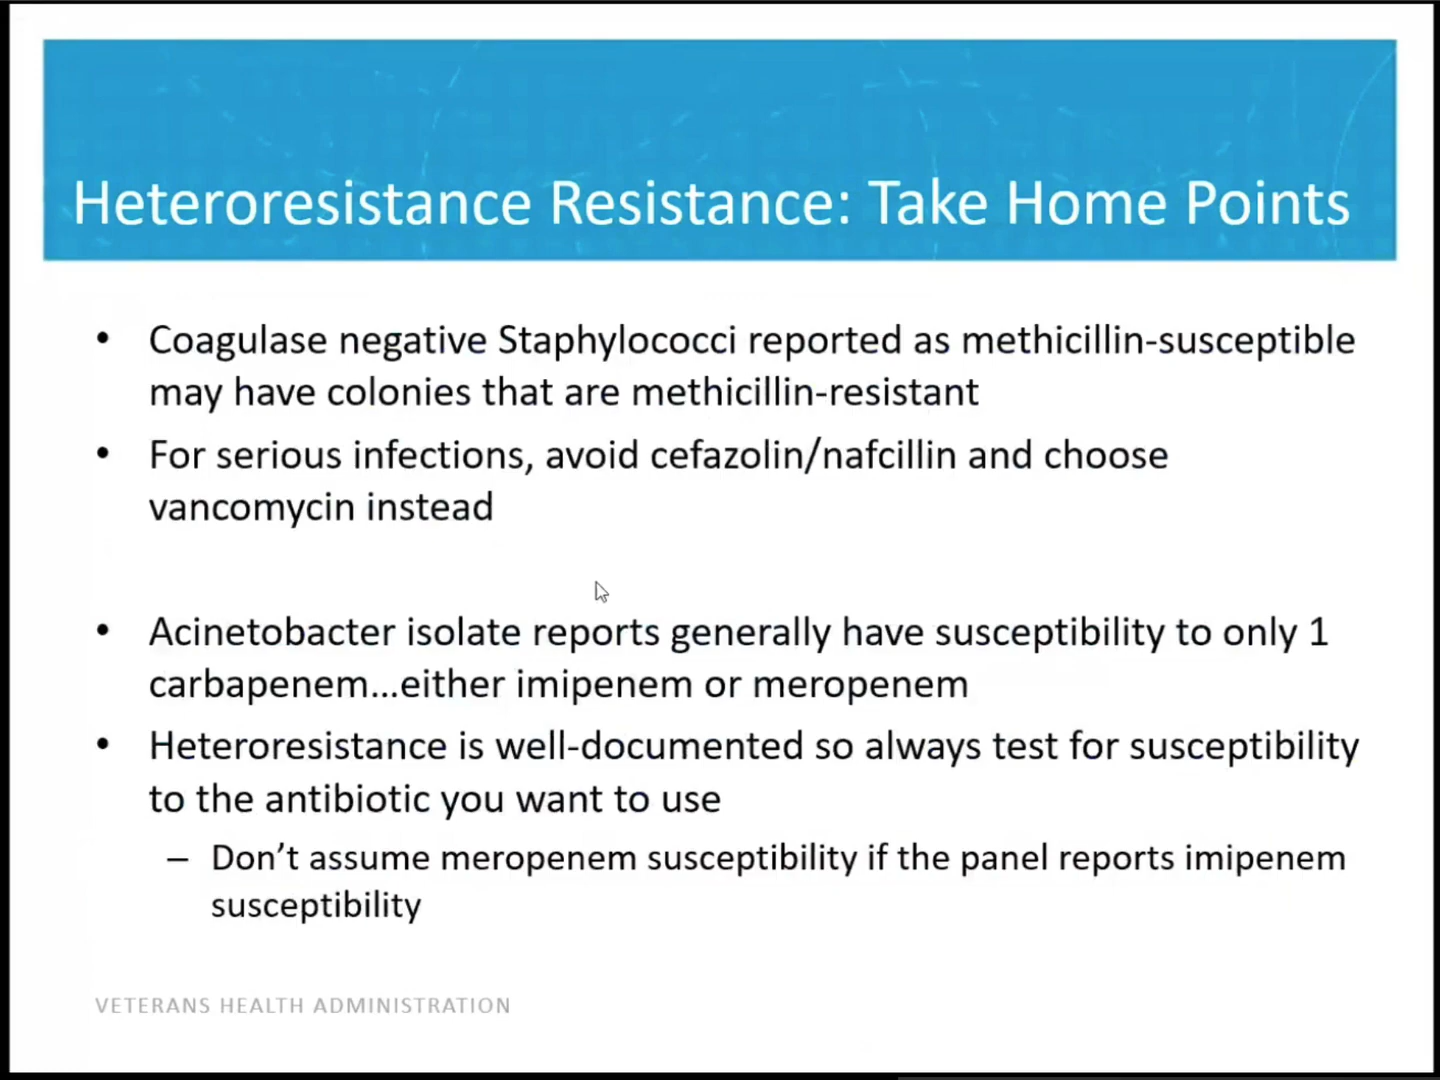 Heteroresistance Resistance: Take Home Points
• Coagulase negative Staphylococci reported as methicillin-susceptible
may have colonies that are methicillin-resistant
• For serious infections, avoid cefazolin/nafcillin and choose
vancomycin instead
• Acinetobacter isolate reports generally have susceptibility to only 1
carbapenem...either imipenem or meropenem
• Heteroresistance is well-documented so always test for susceptibility
to the antibiotic you want to use
– Don’t assume meropenem susceptibility if the panel reports imipenem
susceptibility
VETERANS HEALTH ADMINISTRATION